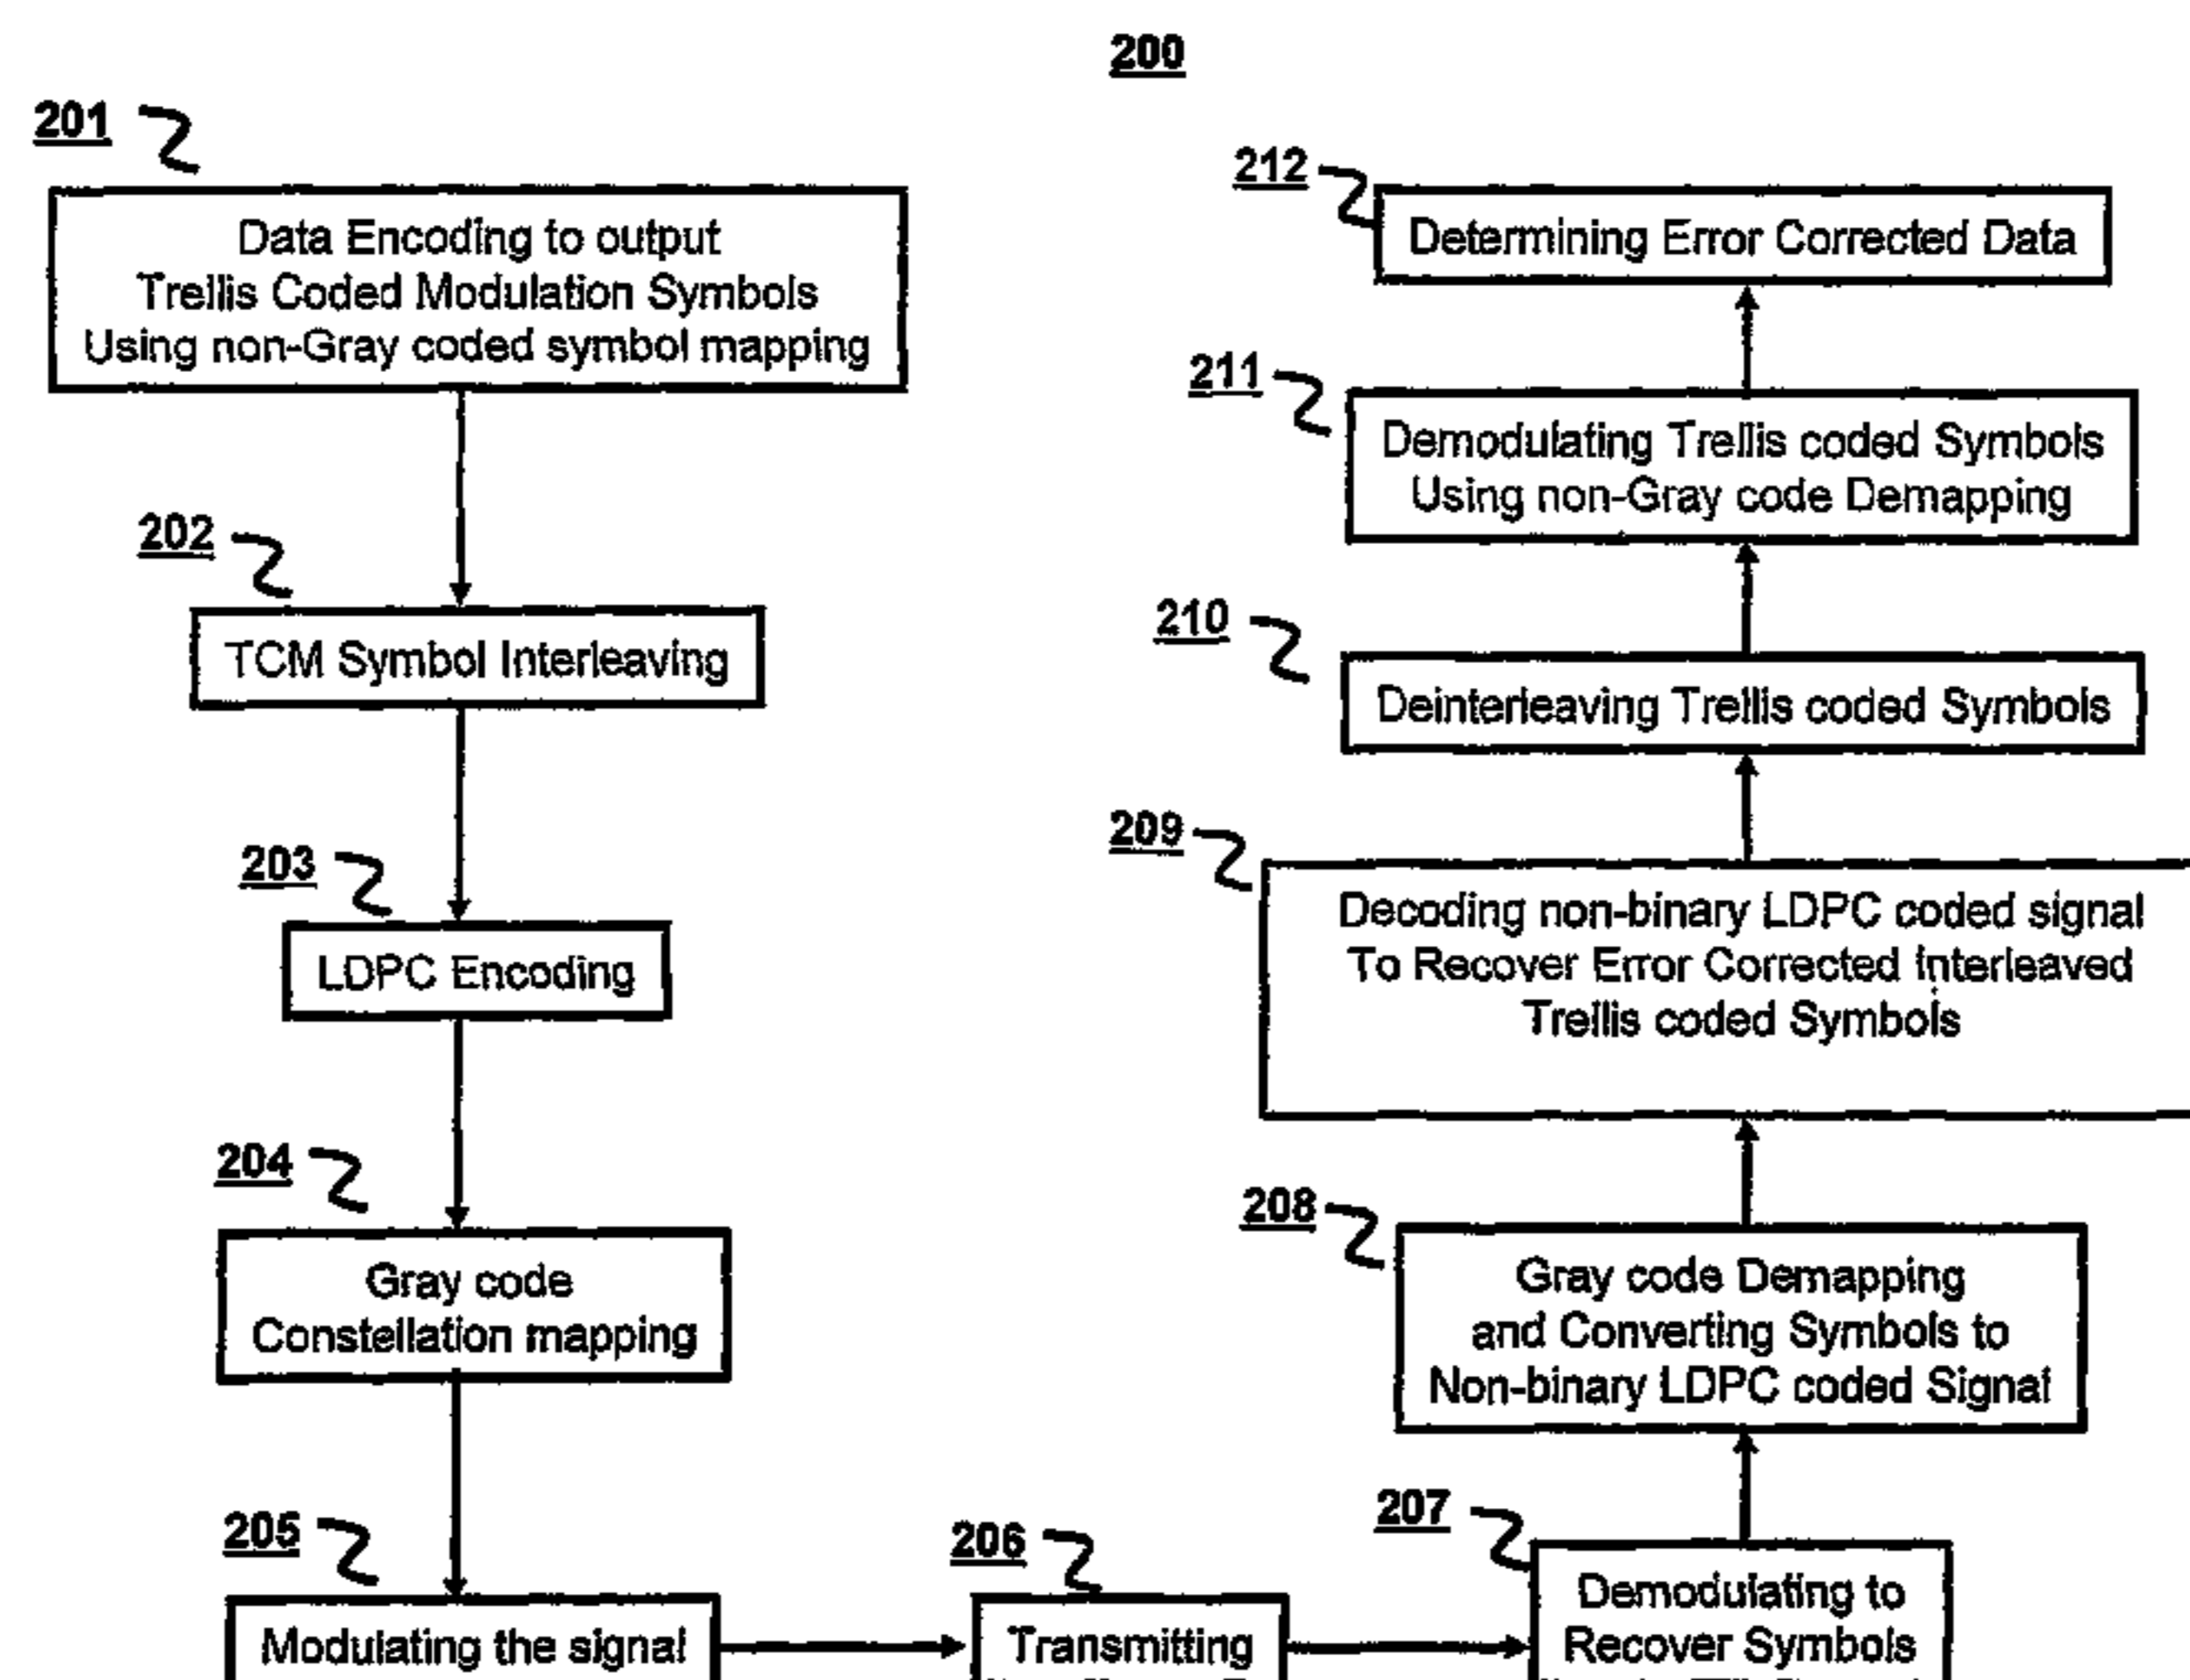 200
201
Data Encoding to output
Trellis Coded Modulation Symbols
Using non-Gray coded symbol mapping
202
TCM Symbol Interleaving
203
LDPC Encoding
204
Gray code
Constellation mapping
205
Modulating the signal
206
Transmitting
207
Demodulating to
Recover Symbols
208
Gray code Demapping
and Converting Symbols to
Non-binary LDPC coded Signal
209
Decoding non-binary LDPC coded signal
To Recover Error Corrected Interleaved
Trellis coded Symbols
210
Deinterleaving Trellis coded Symbols
211
Demodulating Trellis coded Symbols
Using non-Gray code Demapping
212
Determining Error Corrected Data